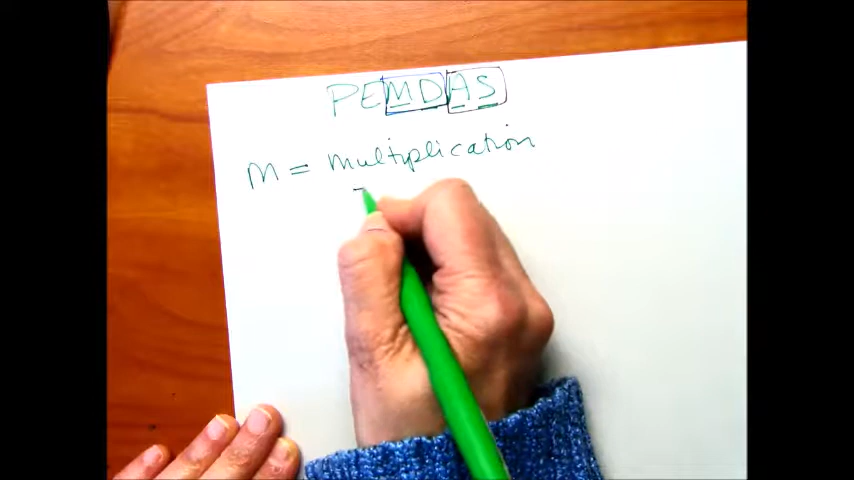 PEMDAS
M = multiplication